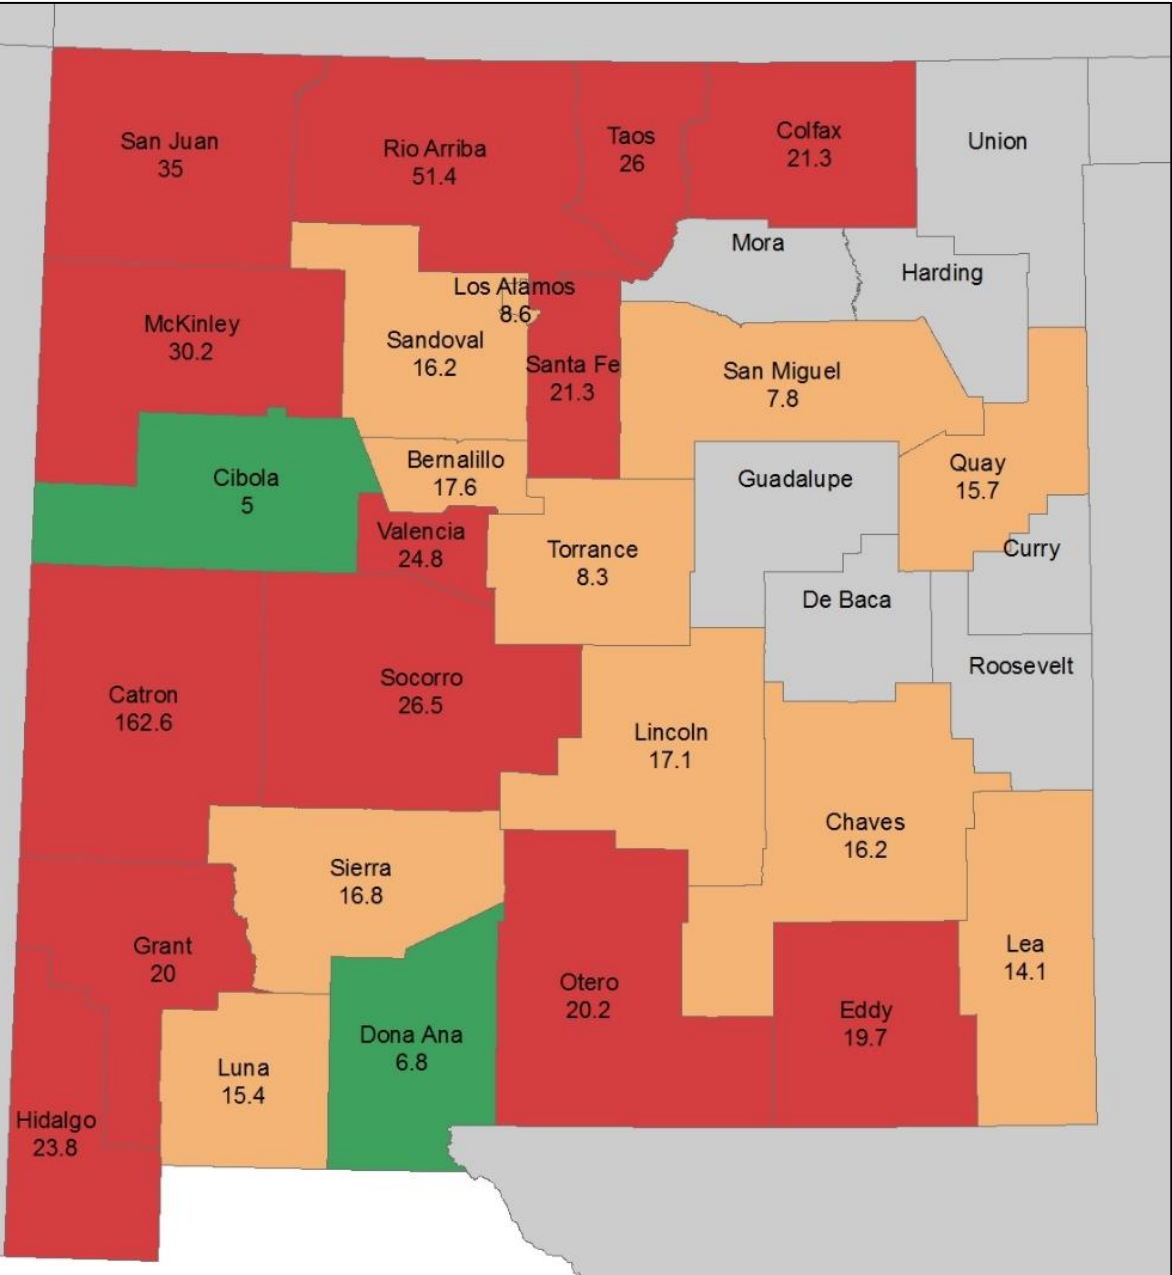 San Juan
35
Rio Arriba
51.4
Taos
26
Colfax
21.3
Union
Mora
Harding
Los Alamos
8.6
McKinley
30.2
Sandoval
16.2
Santa Fe
21.3
San Miguel
7.8
Cibola
5
Bernalillo
17.6
Guadalupe
Quay
15.7
Valencia
24.8
Torrance
8.3
Curry
De Baca
Roosevelt
Catron
162.6
Socorro
26.5
Lincoln
17.1
Chaves
16.2
Sierra
16.8
Grant
20
Otero
20.2
Eddy
19.7
Lea
14.1
Dona Ana
6.8
Luna
15.4
Hidalgo
23.8